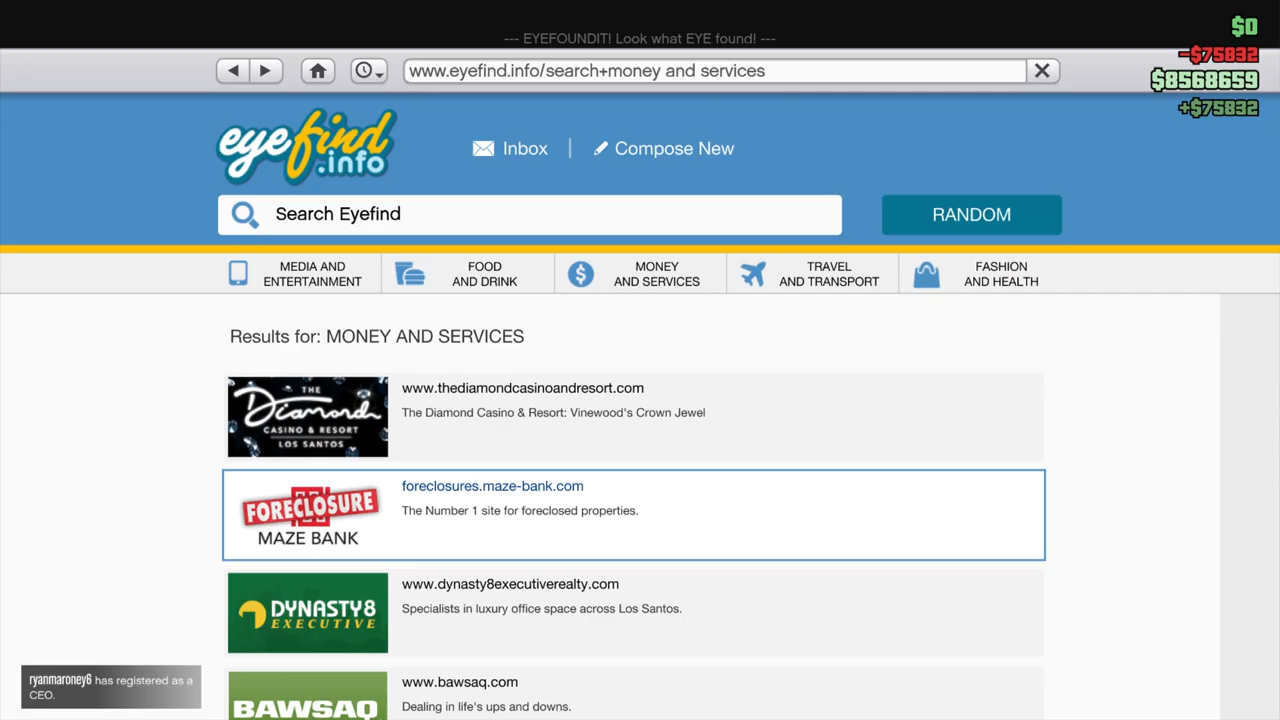 --- EYEFOUNDIT! Look what EYE found! ---
$0
-$75832
$8568659
+$75832
www.eyefind.info/search+money and services
eyefind
.info
Inbox
Compose New
Search Eyefind
RANDOM
MEDIA AND
ENTERTAINMENT
FOOD
AND DRINK
MONEY
AND SERVICES
TRAVEL
AND TRANSPORT
FASHION
AND HEALTH
Results for: MONEY AND SERVICES
THE
Diamond
CASINO & RESORT
LOS SANTOS
www.thediamondcasinoandresort.com
The Diamond Casino & Resort: Vinewood's Crown Jewel
FORECLOSURE
MAZE BANK
foreclosures.maze-bank.com
The Number 1 site for foreclosed properties.
DYNASTY8
EXECUTIVE
www.dynasty8executiverealty.com
Specialists in luxury office space across Los Santos.
BAWSAQ
www.bawsaq.com
Dealing in life's ups and downs.
ryanmaroney6 has registered as a
CEO.